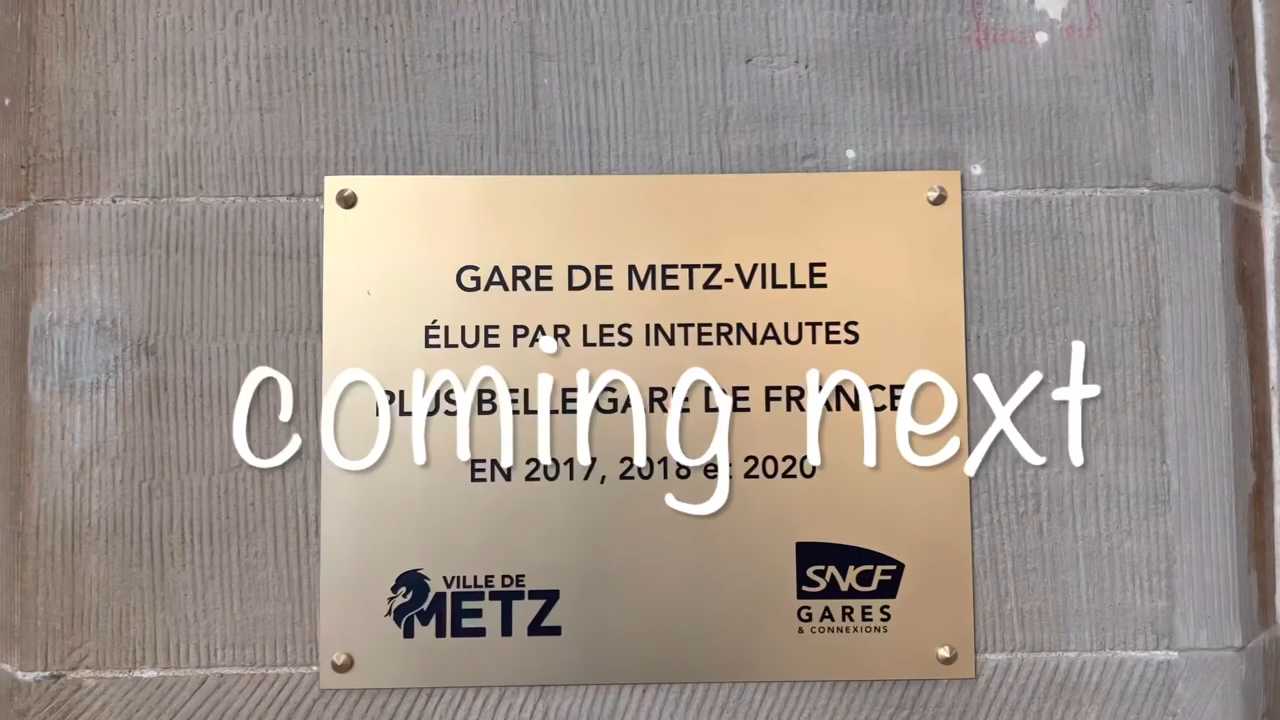 GARE DE METZ-VILLE
ÉLUE PAR LES INTERNAUTES
PLUS BELLE GARE DE FRANCE
coming next
EN 2017, 2018 et 2020
VILLE DE
METZ
SNCF
GARES
& CONNEXIONS